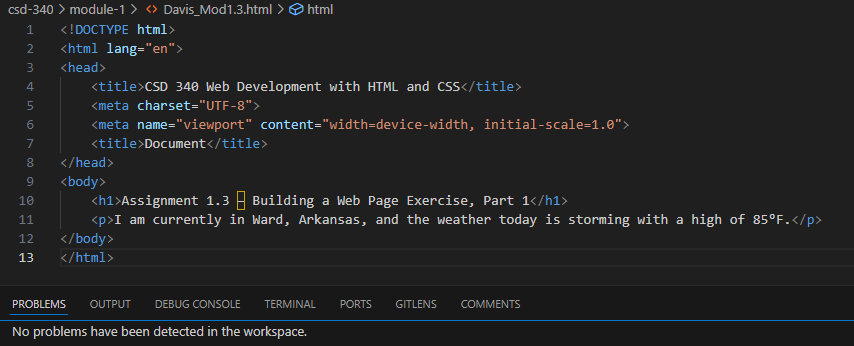 csd-340 > module-1 > <> Davis_Mod1.3.html > html
1 <!DOCTYPE html>
2 <html lang="en">
3 <head>
4     <title>CSD 340 Web Development with HTML and CSS</title>
5     <meta charset="UTF-8">
6     <meta name="viewport" content="width=device-width, initial-scale=1.0">
7     <title>Document</title>
8 </head>
9 <body>
10     <h1>Assignment 1.3 – Building a Web Page Exercise, Part 1</h1>
11     <p>I am currently in Ward, Arkansas, and the weather today is storming with a high of 85°F.</p>
12 </body>
13 </html>
PROBLEMS OUTPUT DEBUG CONSOLE TERMINAL PORTS GITLENS COMMENTS
No problems have been detected in the workspace.